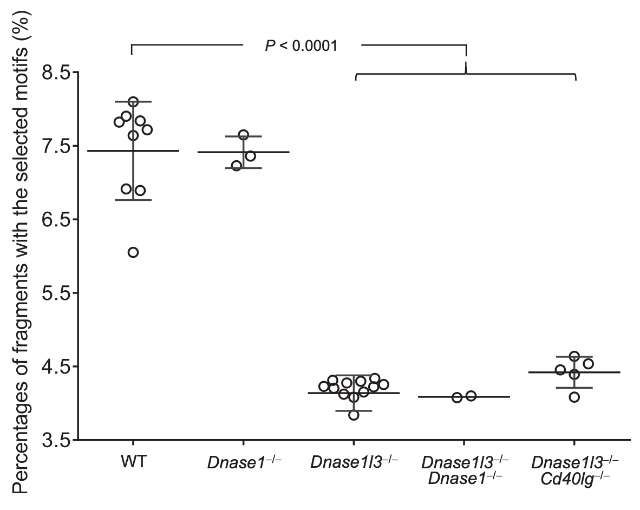 Percentages of fragments with the selected motifs (%)
P < 0.0001
8.5
7.5
6.5
5.5
4.5
3.5
WT
Dnase1⁻/⁻
Dnase1l3⁻/⁻
Dnase1l3⁻/⁻
Dnase1⁻/⁻
Dnase1l3⁻/⁻
Cd40lg⁻/⁻